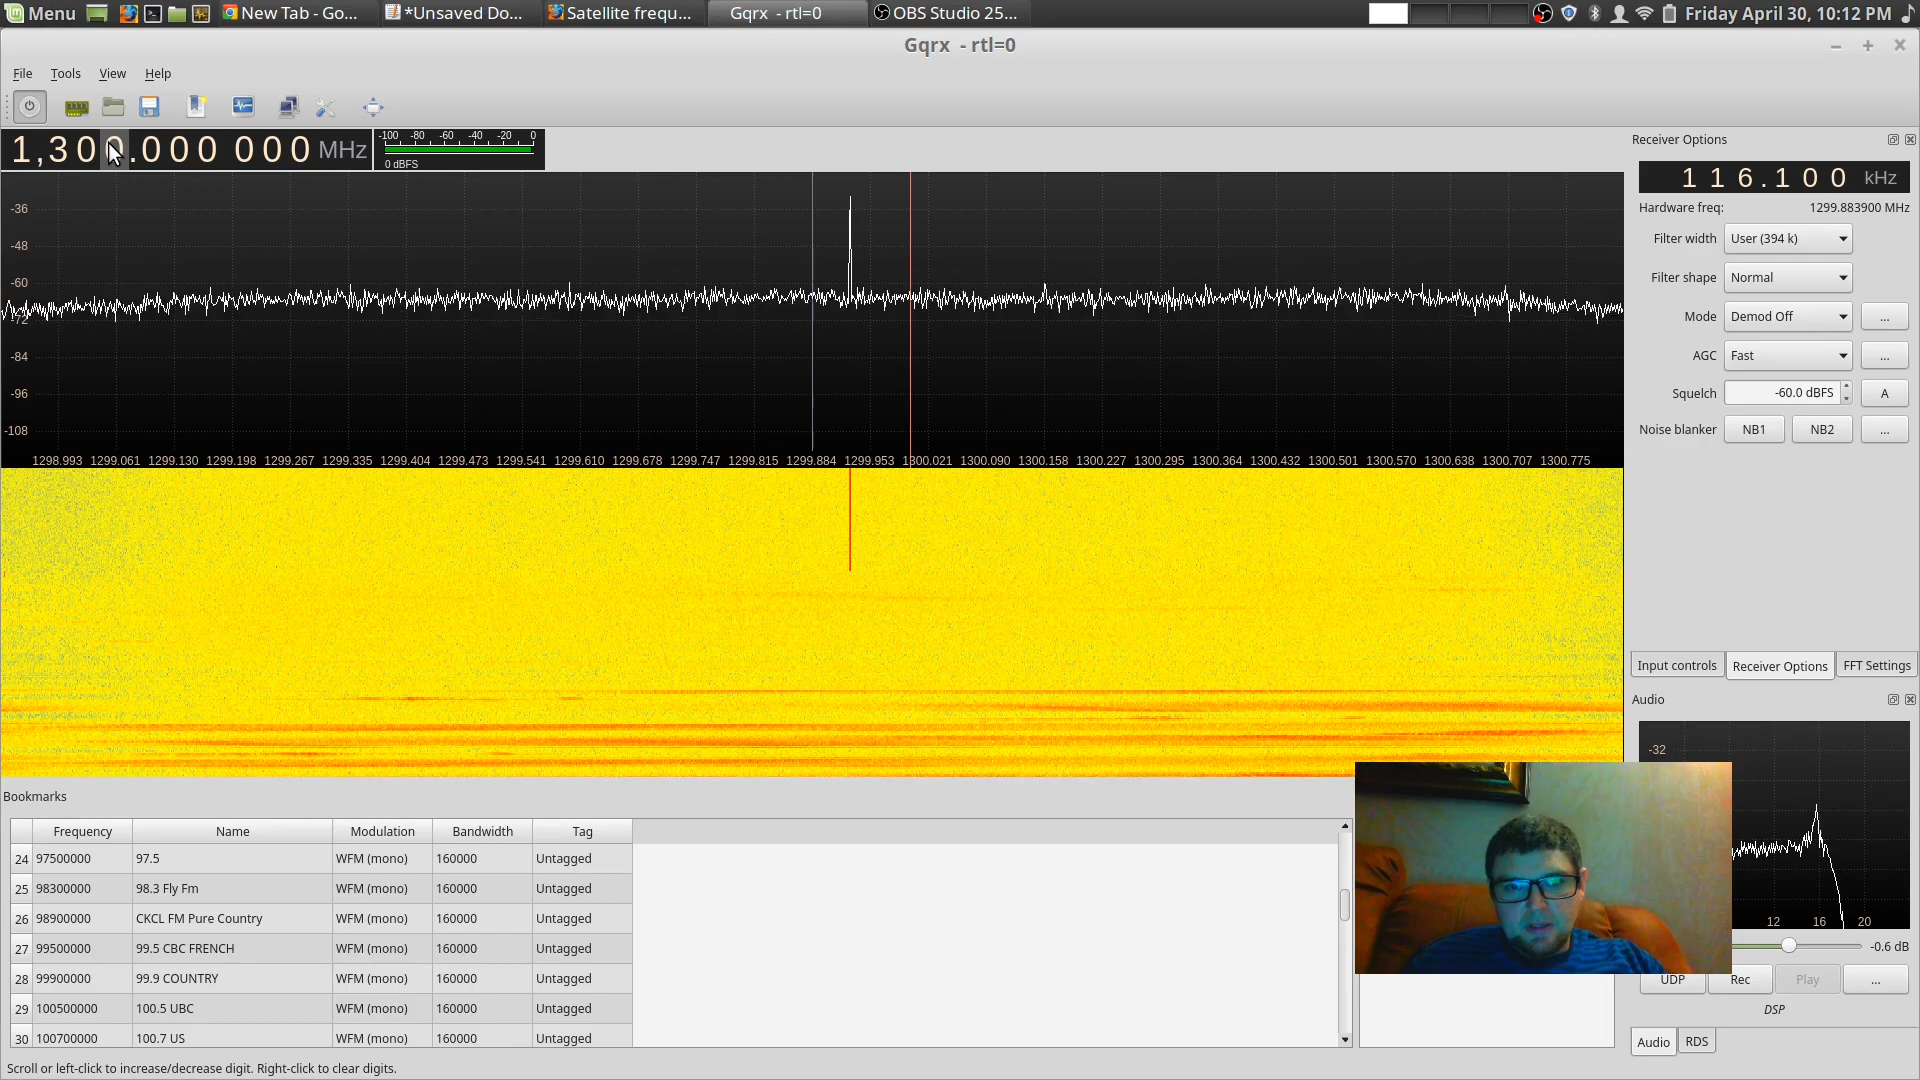 Menu
New Tab - Go...
*Unsaved Do...
Satellite frequ...
Gqrx - rtl=0
OBS Studio 25...
Friday April 30, 10:12 PM
Gqrx - rtl=0
File Tools View Help
1,300.000 000 MHz
-100 -80 -60 -40 -20 0
0 dBFS
-36
-48
-60
-72
-84
-96
-108
1298.993 1299.061 1299.130 1299.198 1299.267 1299.335 1299.404 1299.473 1299.541 1299.610 1299.678 1299.747 1299.815 1299.884 1299.953 1300.021 1300.090 1300.158 1300.227 1300.295 1300.364 1300.432 1300.501 1300.570 1300.638 1300.707 1300.775
Receiver Options
116.100 kHz
Hardware freq: 1299.883900 MHz
Filter width User (394 k)
Filter shape Normal
Mode Demod Off ...
AGC Fast ...
Squelch -60.0 dBFS A
Noise blanker NB1 NB2 ...
Input controls Receiver Options FFT Settings
Audio
-32
12 16 20
-0.6 dB
UDP Rec Play ...
DSP
Audio RDS
Bookmarks
Frequency Name Modulation Bandwidth Tag
24 97500000 97.5 WFM (mono) 160000 Untagged
25 98300000 98.3 Fly Fm WFM (mono) 160000 Untagged
26 98900000 CKCL FM Pure Country WFM (mono) 160000 Untagged
27 99500000 99.5 CBC FRENCH WFM (mono) 160000 Untagged
28 99900000 99.9 COUNTRY WFM (mono) 160000 Untagged
29 100500000 100.5 UBC WFM (mono) 160000 Untagged
30 100700000 100.7 US WFM (mono) 160000 Untagged
Scroll or left-click to increase/decrease digit. Right-click to clear digits.